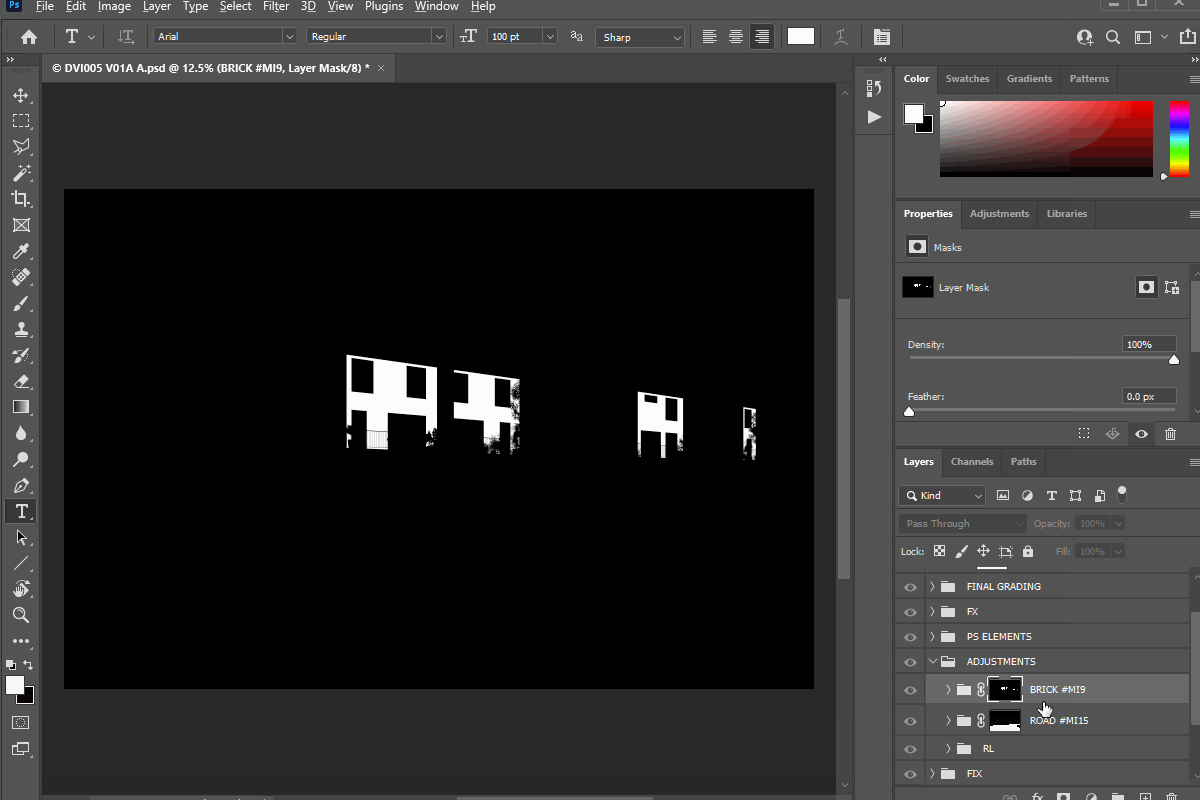 Ps File Edit Image Layer Type Select Filter 3D View Plugins Window Help
T T Arial Regular TT 100 pt aa Sharp
© DVI005 V01A A.psd @ 12.5% (BRICK #MI9, Layer Mask/8) * ×
Color Swatches Gradients Patterns
Properties Adjustments Libraries
Masks
Layer Mask
Density: 100%
Feather: 0.0 px
Layers Channels Paths
Kind T
Pass Through Opacity: 100%
Lock: Fill: 100%
FINAL GRADING
FX
PS ELEMENTS
ADJUSTMENTS
BRICK #MI9
ROAD #MI15
RL
FIX
fx